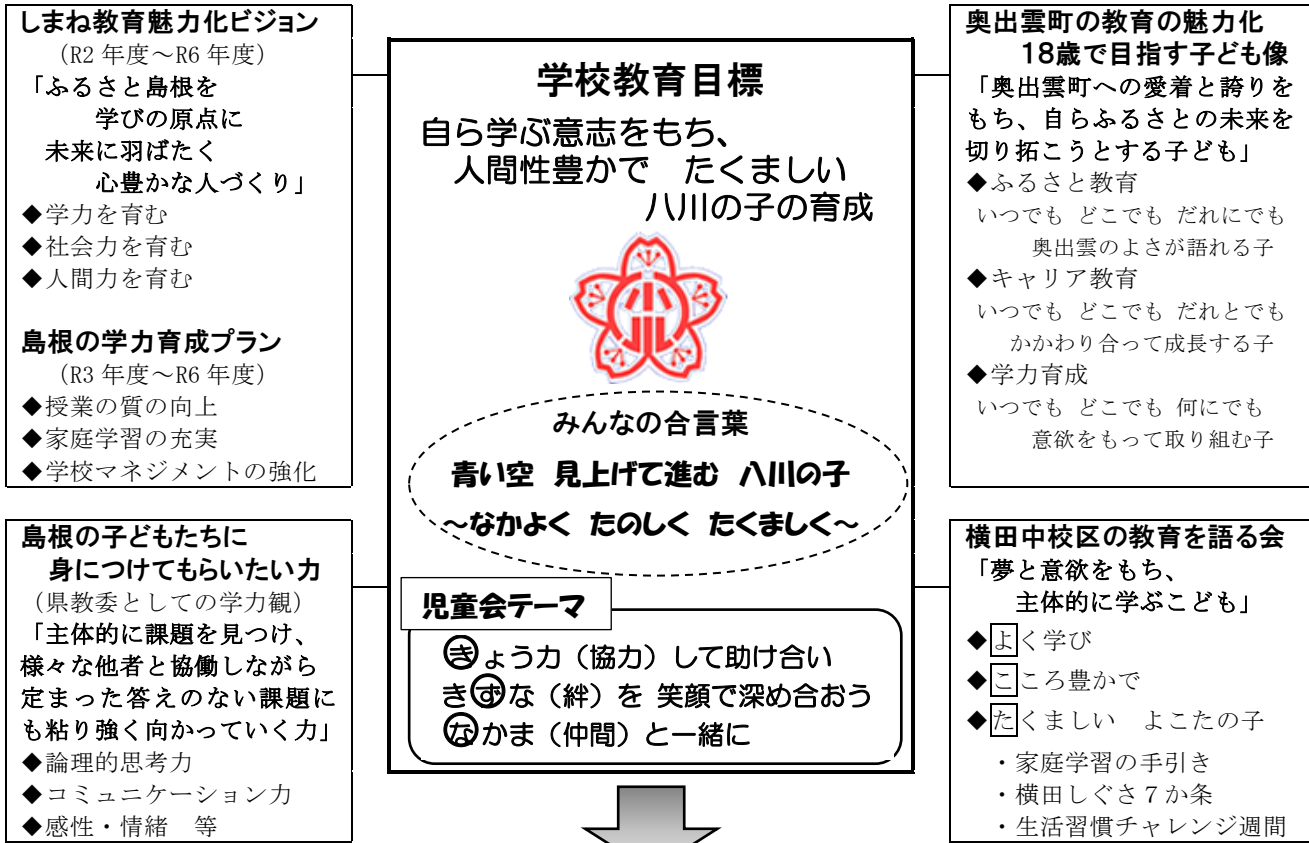 しまね教育魅力化ビジョン
（R2 年度～R6 年度）
「ふるさと島根を
学びの原点に
未来に羽ばたく
心豊かな人づくり」
◆学力を育む
◆社会力を育む
◆人間力を育む
島根の学力育成プラン
（R3 年度～R6 年度）
◆授業の質の向上
◆家庭学習の充実
◆学校マネジメントの強化
島根の子どもたちに
身につけてもらいたい力
（県教委としての学力観）
「主体的に課題を見つけ、
様々な他者と協働しながら
定まった答えのない課題に
も粘り強く向かっていく力」
◆論理的思考力
◆コミュニケーション力
◆感性・情緒　等
学校教育目標
自ら学ぶ意志をもち、
人間性豊かで　たくましい
八川の子の育成
小
川
みんなの合言葉
青い空 見上げて進む 八川の子
～なかよく たのしく たくましく～
児童会テーマ
きょう力（協力）して助け合い
きずな（絆）を 笑顔で深め合おう
なかま（仲間）と一緒に
奥出雲町の教育の魅力化
18歳で目指す子ども像
「奥出雲町への愛着と誇りを
もち、自らふるさとの未来を
切り拓こうとする子ども」
◆ふるさと教育
いつでも どこでも だれにでも
奥出雲のよさが語れる子
◆キャリア教育
いつでも どこでも だれとでも
かかわり合って成長する子
◆学力育成
いつでも どこでも 何にでも
意欲をもって取り組む子
横田中校区の教育を語る会
「夢と意欲をもち、
主体的に学ぶこども」
◆よく学び
◆こころ豊かで
◆たくましい　よこたの子
・家庭学習の手引き
・横田しぐさ７か条
・生活習慣チャレンジ週間